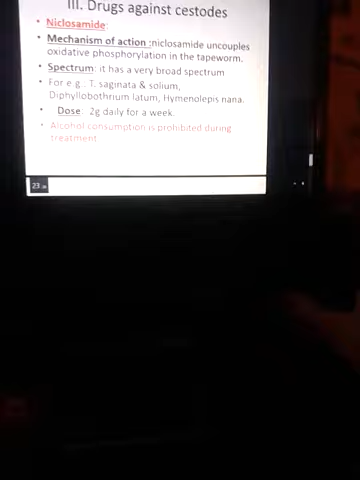 III. Drugs against cestodes
• Niclosamide:
• Mechanism of action :niclosamide uncouples
oxidative phosphorylation in the tapeworm.
• Spectrum: it has a very broad spectrum
• For e.g : T. saginata & solium,
Diphyllobothrium latum, Hymenolepis nana.
• Dose: 2g daily for a week.
• Alcohol consumption is prohibited during
treatment
23